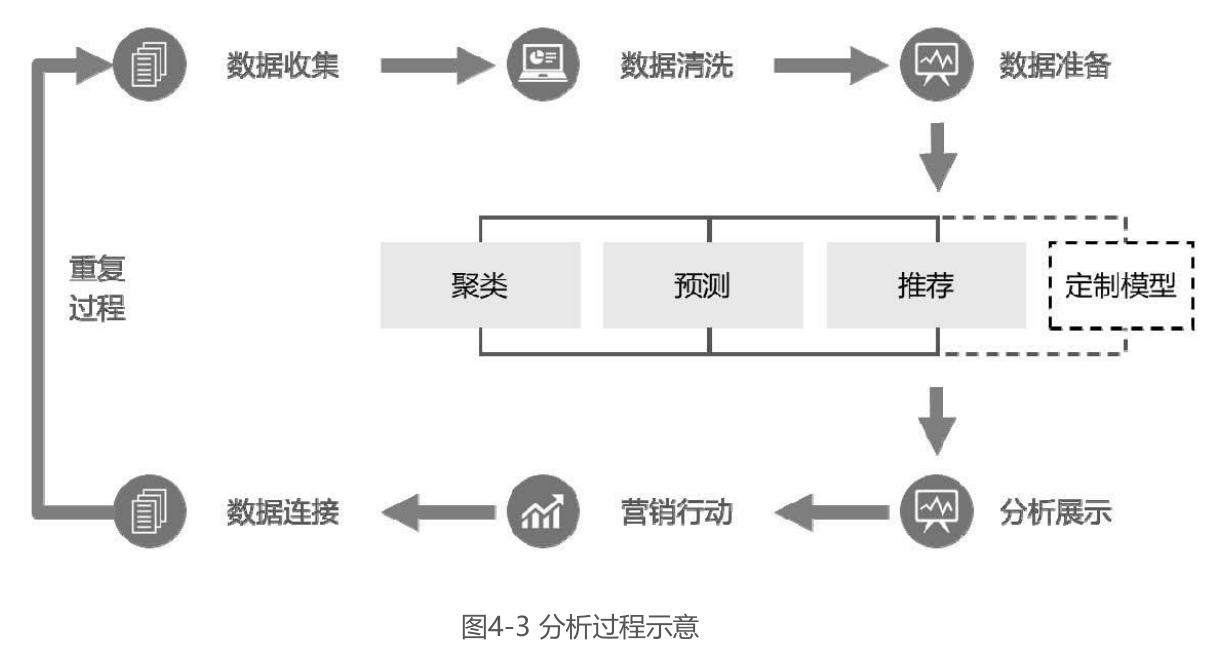 数据收集
数据清洗
数据准备
重复
过程
聚类
预测
推荐
定制模型
数据连接
营销行动
分析展示
图4-3 分析过程示意